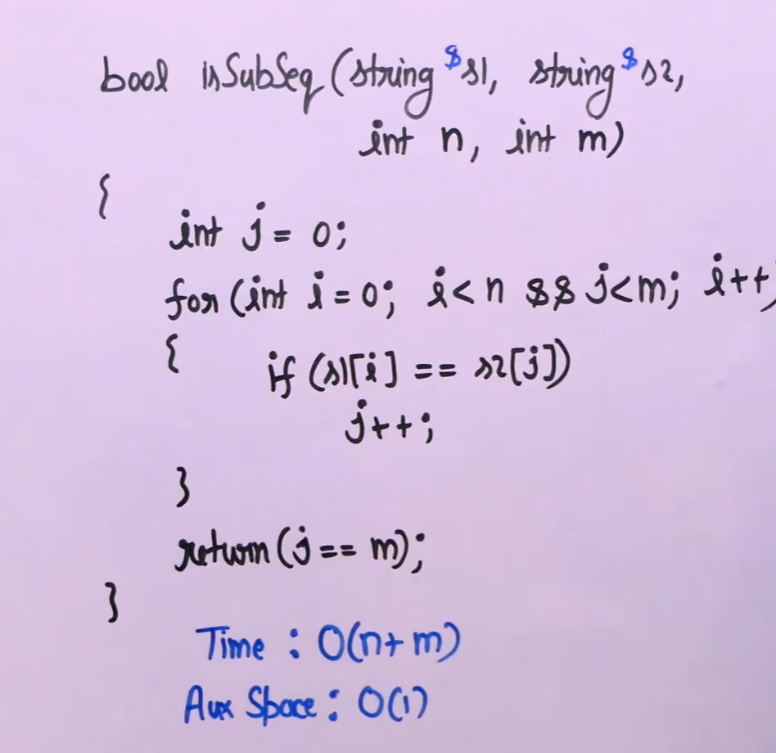 bool isSubSeq (string &s1, string &s2,
int n, int m)
{
int j = 0;
for (int i = 0; i < n && j < m; i++)
{ if (s1[i] == s2[j])
j++;
}
return (j == m);
}
Time : O(n+m)
Aux Space : O(1)